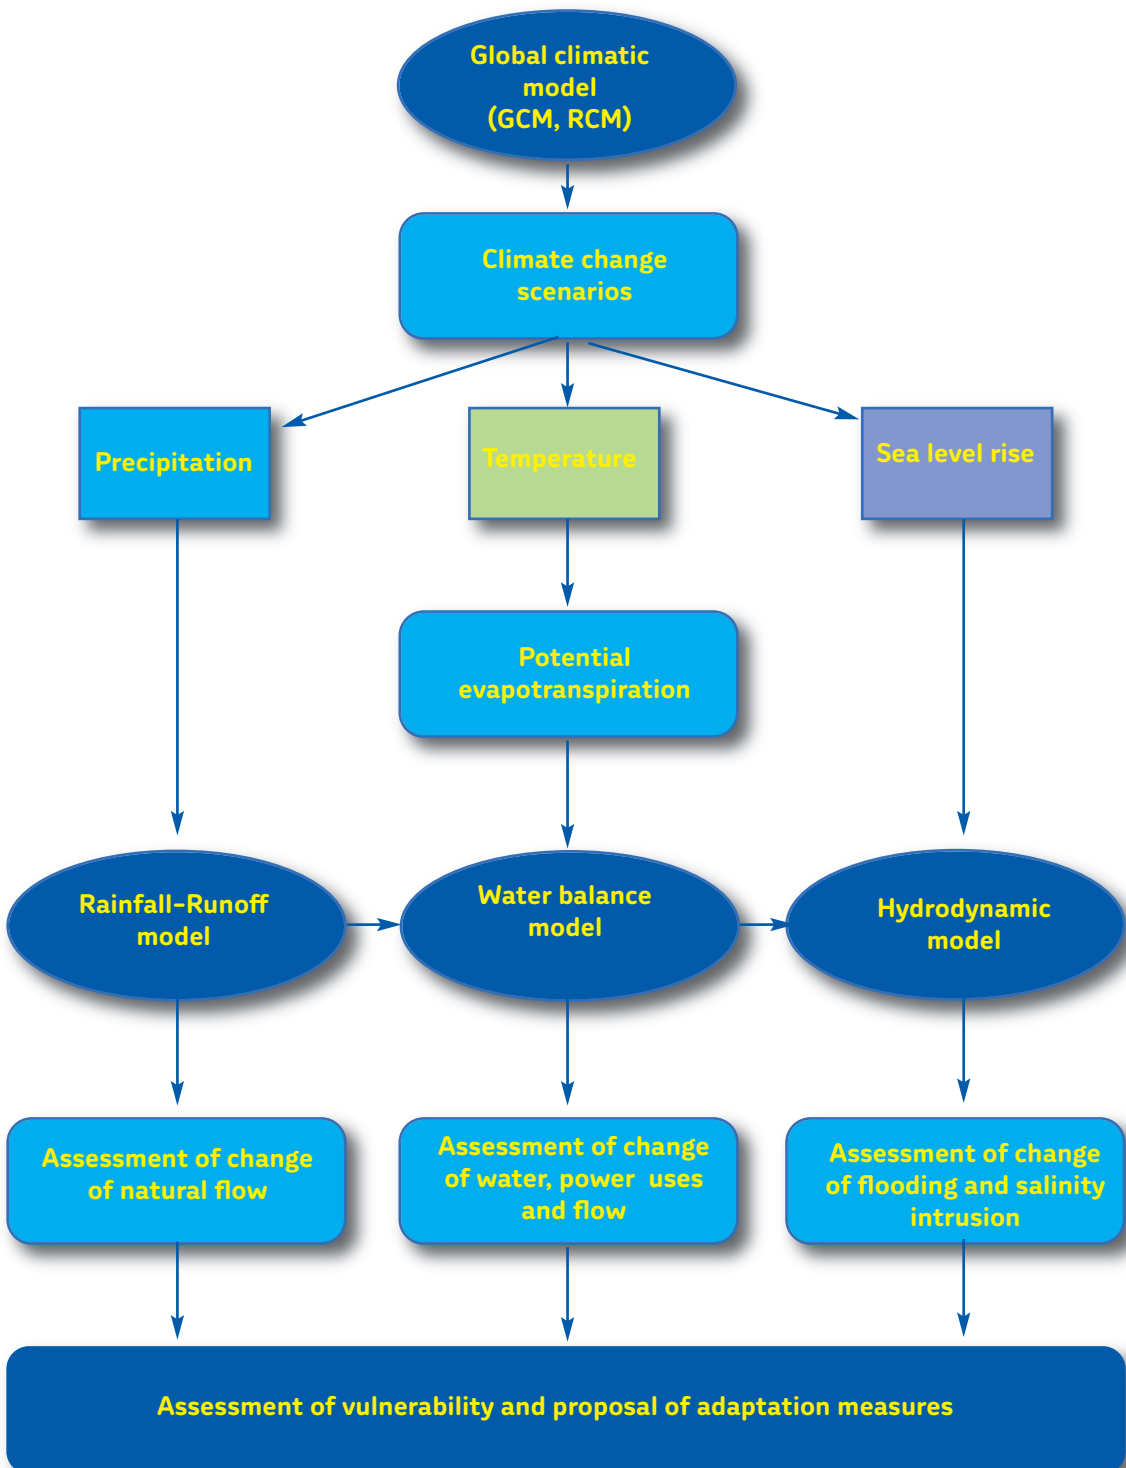 Global climatic
model
(GCM, RCM)
Climate change
scenarios
Precipitation
Temperature
Sea level rise
Potential
evapotranspiration
Rainfall-Runoff
model
Water balance
model
Hydrodynamic
model
Assessment of change
of natural flow
Assessment of change
of water, power uses
and flow
Assessment of change
of flooding and salinity
intrusion
Assessment of vulnerability and proposal of adaptation measures